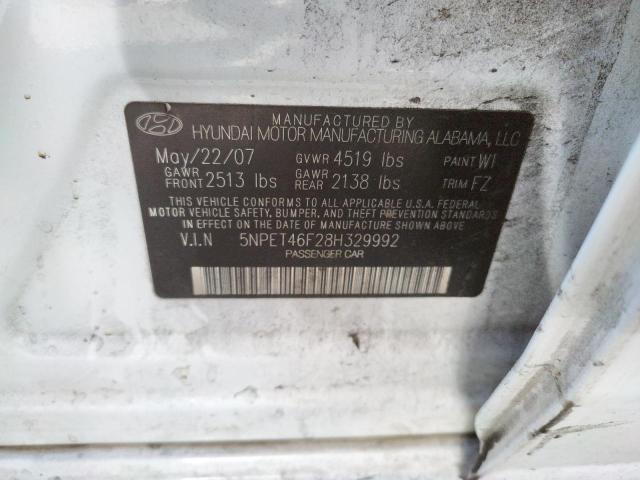 MANUFACTURED BY
HYUNDAI MOTOR MANUFACTURING ALABAMA, LLC
May/22/07 GVWR 4519 lbs PAINT WI
GAWR FRONT 2513 lbs GAWR REAR 2138 lbs TRIM FZ
THIS VEHICLE CONFORMS TO ALL APPLICABLE U.S.A. FEDERAL
MOTOR VEHICLE SAFETY, BUMPER, AND THEFT PREVENTION STANDARDS
IN EFFECT ON THE DATE OF MANUFACTURE SHOWN ABOVE.
V.I.N 5NPET46F28H329992
PASSENGER CAR